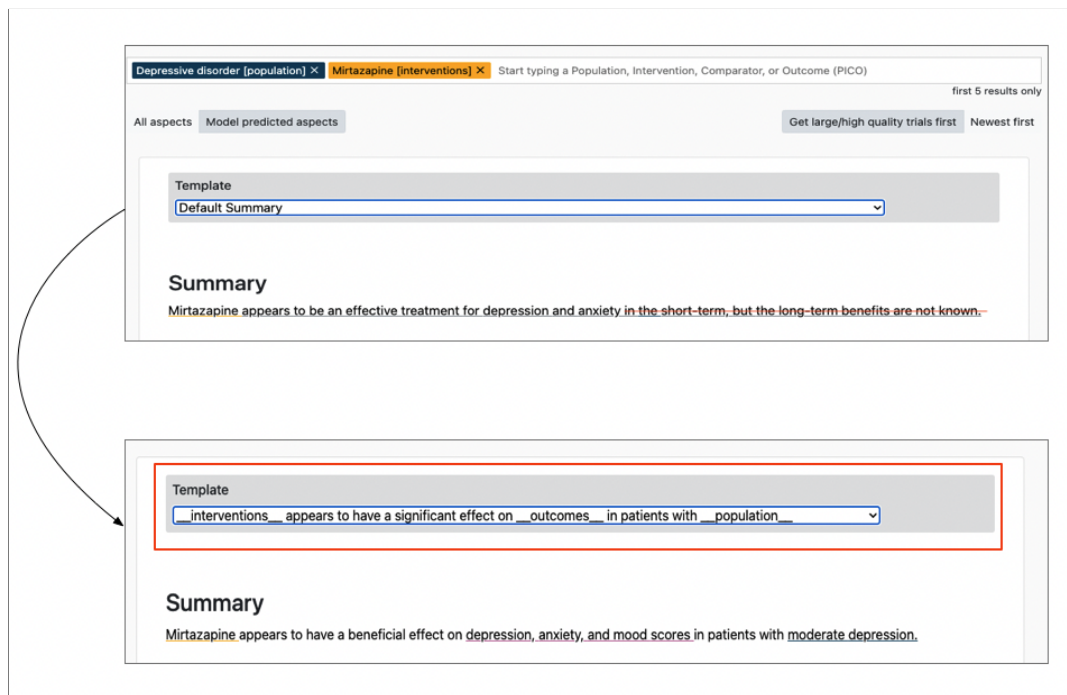 Depressive disorder [population] ✕ Mirtazapine [interventions] ✕ Start typing a Population, Intervention, Comparator, or Outcome (PICO)
first 5 results only
All aspects Model predicted aspects Get large/high quality trials first Newest first
Template
Default Summary
Summary
Mirtazapine appears to be an effective treatment for depression and anxiety in the short-term, but the long-term benefits are not known.
Template
__interventions__ appears to have a significant effect on __outcomes__ in patients with __population__
Summary
Mirtazapine appears to have a beneficial effect on depression, anxiety, and mood scores in patients with moderate depression.